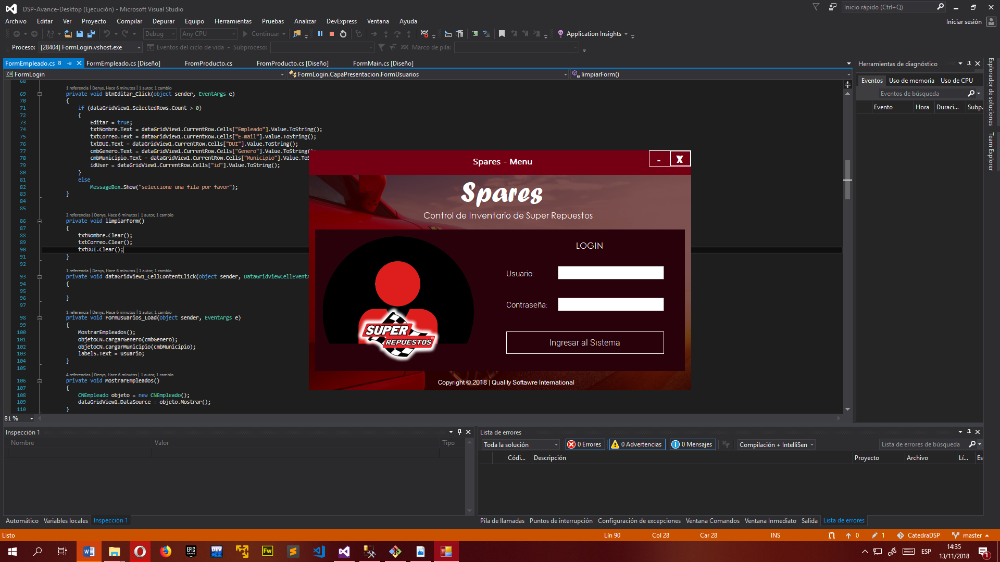 DSP-Avance-Desktop (Ejecución) - Microsoft Visual Studio
Inicio rápido (Ctrl+Q)
Archivo Editar Ver Proyecto Compilar Depurar Equipo Herramientas Pruebas Analizar DevExpress Ventana Ayuda
Iniciar sesión
Debug Any CPU Continuar Application Insights
Proceso: [28404] FormLogin.vshost.exe Eventos del ciclo de vida Subproceso: Marco de pila:
FormEmpleado.cs FormEmpleado.cs [Diseño] FromProducto.cs FromProducto.cs [Diseño] FormMain.cs [Diseño]
FormLogin FormLogin.CapaPresentacion.FormUsuarios limpiarForm()
68
1 referencia | Denys, Hace 6 minutos | 1 autor, 1 cambio
69 private void btnEditar_Click(object sender, EventArgs e)
70 {
71 if (dataGridView1.SelectedRows.Count > 0)
72 {
73 Editar = true;
74 txtNombre.Text = dataGridView1.CurrentRow.Cells["Empleado"].Value.ToString();
75 txtCorreo.Text = dataGridView1.CurrentRow.Cells["E-mail"].Value.ToString();
76 txtDUI.Text = dataGridView1.CurrentRow.Cells["DUI"].Value.ToString();
77 cmbGenero.Text = dataGridView1.CurrentRow.Cells["Genero"].Value.ToString();
78 cmbMunicipio.Text = dataGridView1.CurrentRow.Cells["Municipio"].Value.ToS
79 idUser = dataGridView1.CurrentRow.Cells["id"].Value.ToString();
80 }
81 else
82 MessageBox.Show("seleccione una fila por favor");
83 }
84
85
2 referencias | Denys, Hace 6 minutos | 1 autor, 1 cambio
86 private void limpiarForm()
87 {
88 txtNombre.Clear();
89 txtCorreo.Clear();
90 txtDUI.Clear();
91 }
92
1 referencia | Denys, Hace 6 minutos | 1 autor, 1 cambio
93 private void dataGridView1_CellContentClick(object sender, DataGridViewCellEventA
94 {
95
96 }
97
1 referencia | Denys, Hace 6 minutos | 1 autor, 1 cambio
98 private void FormUsuarios_Load(object sender, EventArgs e)
99 {
100 MostrarEmpleados();
101 objetoCN.cargarGenero(cmbGenero);
102 objetoCN.cargarMunicipio(cmbMunicipio);
103 label5.Text = usuario;
104 }
105
4 referencias | Denys, Hace 6 minutos | 1 autor, 1 cambio
106 private void MostrarEmpleados()
107 {
108 CNEmpleado objeto = new CNEmpleado();
109 dataGridView1.DataSource = objeto.Mostrar();
110 }
81 %
Spares - Menu
- X
Spares
Control de Inventario de Super Repuestos
LOGIN
Usuario:
Contraseña:
Ingresar al Sistema
SUPER
REPUESTOS
Copyright © 2018 | Quality Softawre International
Herramientas de diagnóstico
Eventos Uso de memoria Uso de CPU
Eventos de búsqueda
Evento Hora Duraci... Subp.
Explorador de soluciones
Team Explorer
Inspección 1
Nombre Valor Tipo
Automático Variables locales Inspección 1
Lista de errores
Toda la solución 0 Errores 0 Advertencias 0 Mensajes Compilación + IntelliSen Lista de errores de búsqueda
Códi... Descripción Proyecto Archivo Lí... Es
Pila de llamadas Puntos de interrupción Configuración de excepciones Ventana Comandos Ventana Inmediato Salida Lista de errores
Listo Lín 90 Col 28 Car 28 INS 0 1 CatedraDSP master
EPIC GAMES DEV Fw
ESP
14:35
13/11/2018
1